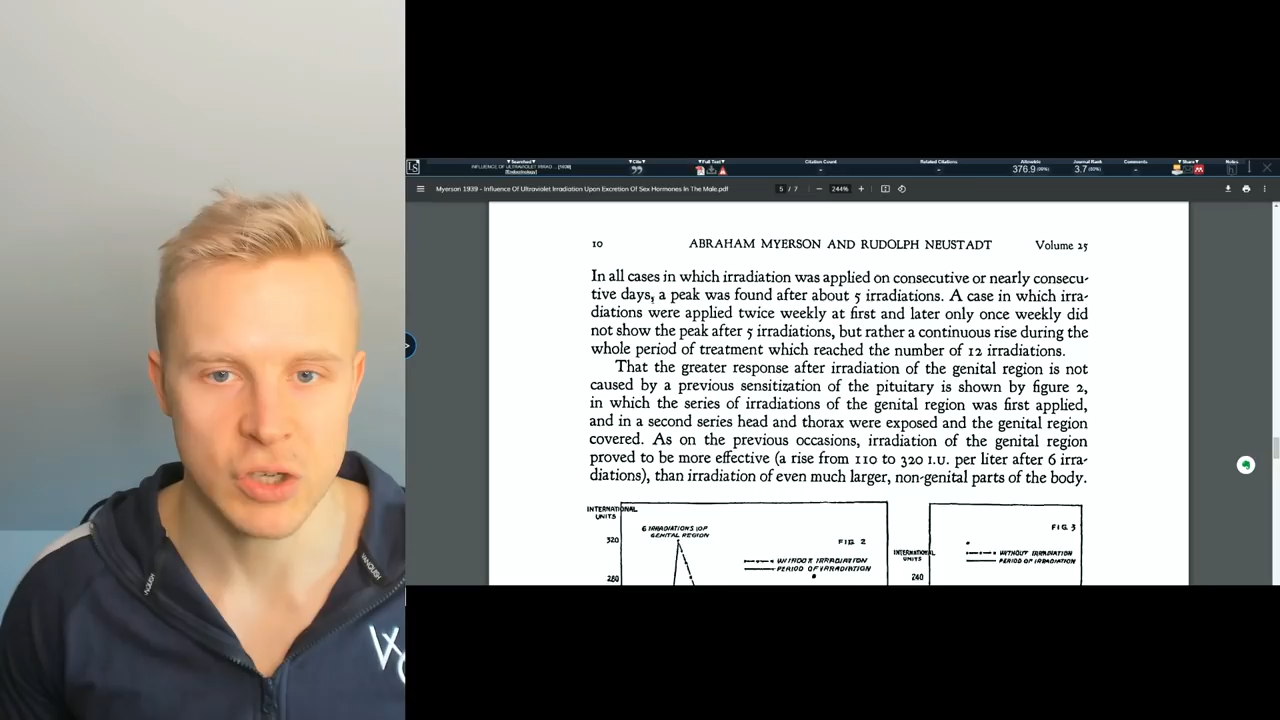 Searched
Cite
Full Text
Citation Count
Related Citations
Altmetric
Journal Rank
Comments
Share
Notes
LS
[Endocrinology]
376.9 (99%)
3.7 (80%)
Myerson 1939 - Influence Of Ultraviolet Irradiation Upon Excretion Of Sex Hormones In The Male.pdf
5 / 7
244%
10 ABRAHAM MYERSON AND RUDOLPH NEUSTADT Volume 25
In all cases in which irradiation was applied on consecutive or nearly consecu-
tive days, a peak was found after about 5 irradiations. A case in which irra-
diations were applied twice weekly at first and later only once weekly did
not show the peak after 5 irradiations, but rather a continuous rise during the
whole period of treatment which reached the number of 12 irradiations.
That the greater response after irradiation of the genital region is not
caused by a previous sensitization of the pituitary is shown by figure 2,
in which the series of irradiations of the genital region was first applied,
and in a second series head and thorax were exposed and the genital region
covered. As on the previous occasions, irradiation of the genital region
proved to be more effective (a rise from 110 to 320 I.U. per liter after 6 irra-
diations), than irradiation of even much larger, non-genital parts of the body.
INTERNATIONAL
UNITS
320
280
6 IRRADIATIONS OF
GENITAL REGION
FIG 2
WITHOUT IRRADIATION
PERIOD OF IRRADIATION
INTERNATIONAL
UNITS
240
FIG 3
WITHOUT IRRADIATION
PERIOD OF IRRADIATION
VANQUISH